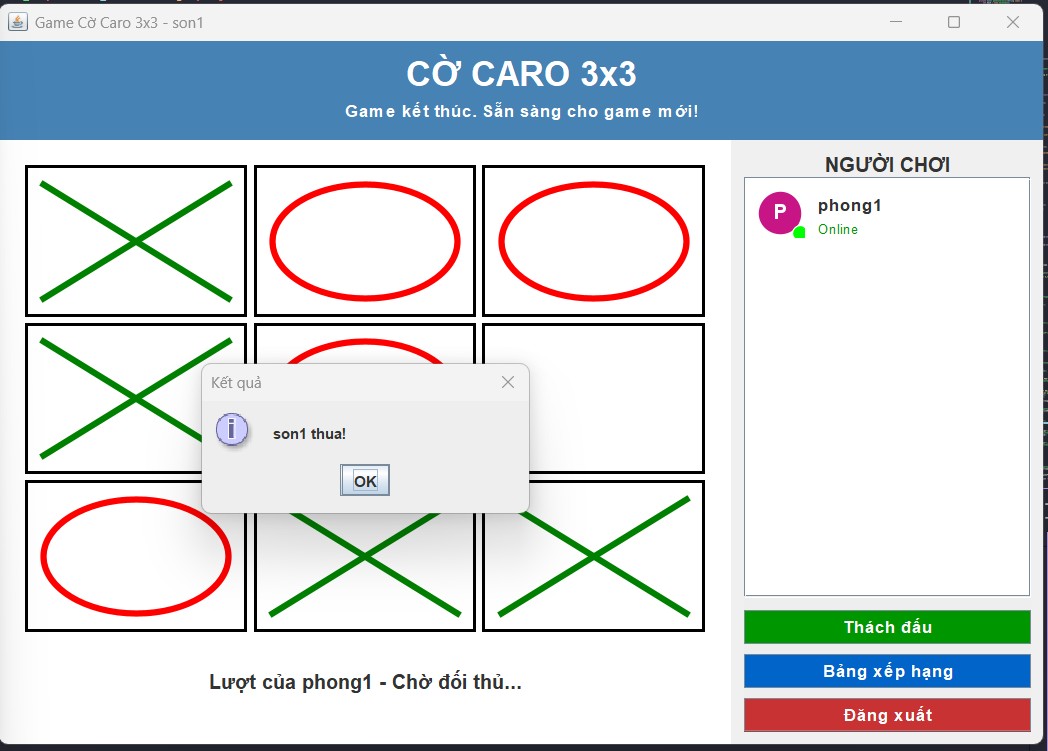 Game Cờ Caro 3x3 - son1
CỜ CARO 3x3
Game kết thúc. Sẵn sàng cho game mới!
NGƯỜI CHƠI
P
phong1
Online
Kết quả
i
son1 thua!
OK
Lượt của phong1 - Chờ đối thủ...
Thách đấu
Bảng xếp hạng
Đăng xuất